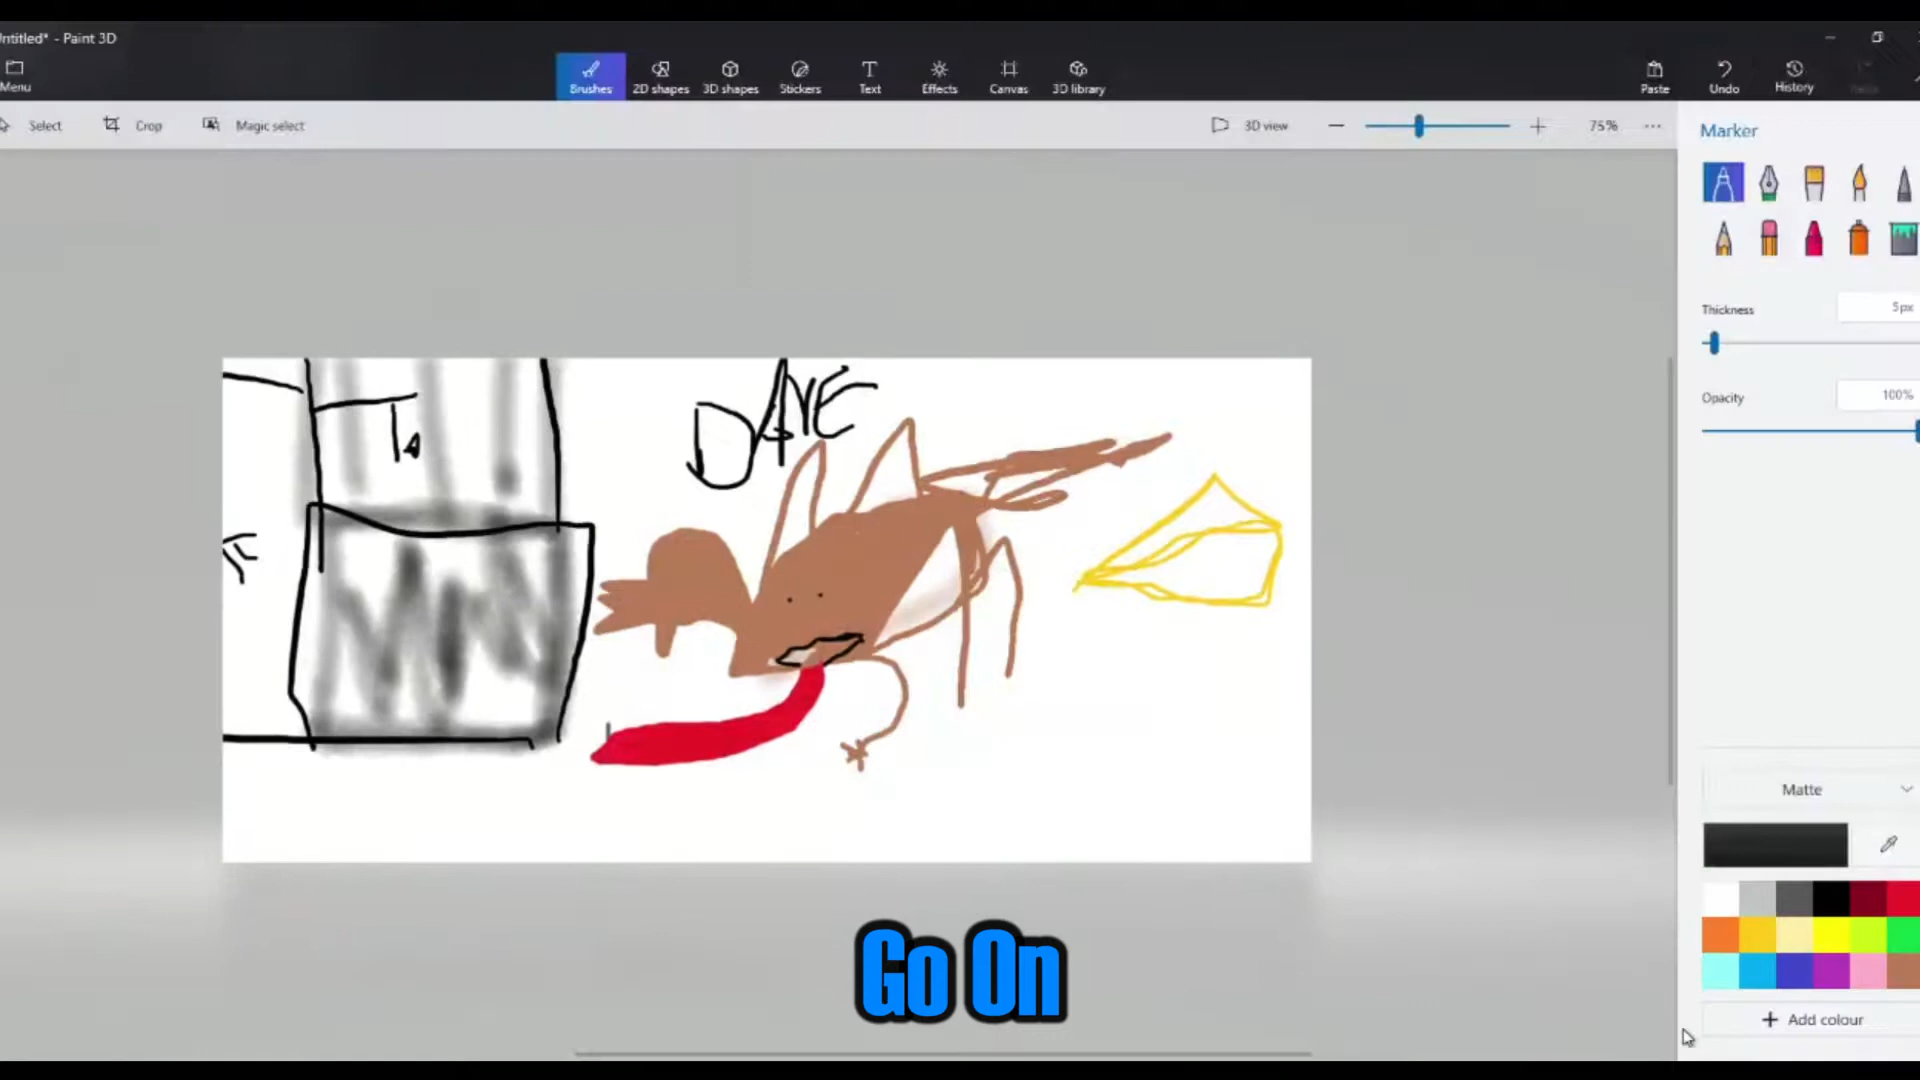 Untitled* - Paint 3D
Menu
Brushes
2D shapes
3D shapes
Stickers
Text
Effects
Canvas
3D library
Paste
Undo
History
Select
Crop
Magic select
3D view
75%
Marker
Thickness
5px
Opacity
100%
DAVE
Matte
Add colour
Go On